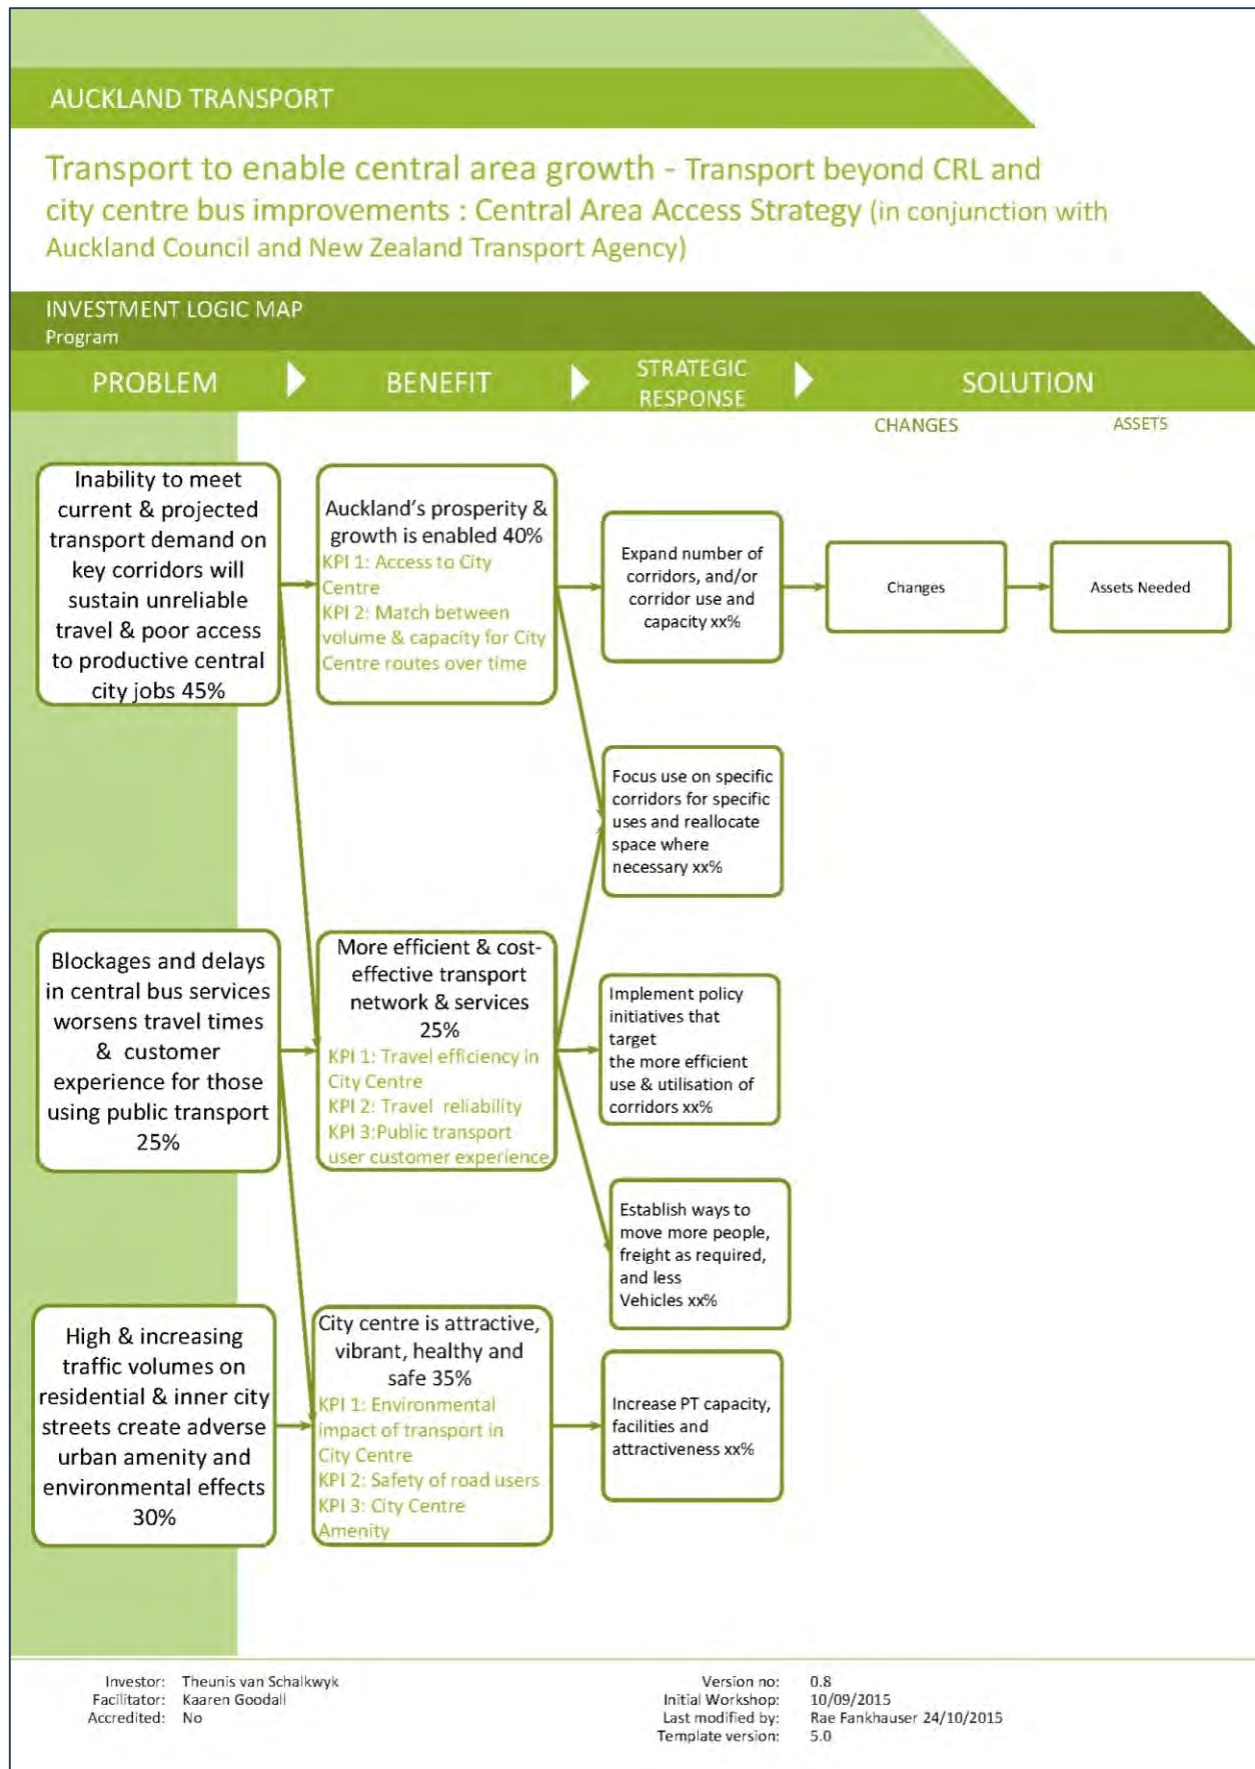 AUCKLAND TRANSPORT
Transport to enable central area growth - Transport beyond CRL and
city centre bus improvements : Central Area Access Strategy (in conjunction with
Auckland Council and New Zealand Transport Agency)
INVESTMENT LOGIC MAP
Program
PROBLEM
BENEFIT
STRATEGIC
RESPONSE
SOLUTION
CHANGES
ASSETS
Inability to meet
current & projected
transport demand on
key corridors will
sustain unreliable
travel & poor access
to productive central
city jobs 45%
Auckland's prosperity &
growth is enabled 40%
KPI 1: Access to City
Centre
KPI 2: Match between
volume & capacity for City
Centre routes over time
Expand number of
corridors, and/or
corridor use and
capacity xx%
Changes
Assets Needed
Focus use on specific
corridors for specific
uses and reallocate
space where
necessary xx%
Blockages and delays
in central bus services
worsens travel times
& customer
experience for those
using public transport
25%
More efficient & cost-
effective transport
network & services
25%
KPI 1: Travel efficiency in
City Centre
KPI 2: Travel reliability
KPI 3:Public transport
user customer experience
Implement policy
initiatives that
target
the more efficient
use & utilisation of
corridors xx%
Establish ways to
move more people,
freight as required,
and less
Vehicles xx%
High & increasing
traffic volumes on
residential & inner city
streets create adverse
urban amenity and
environmental effects
30%
City centre is attractive,
vibrant, healthy and
safe 35%
KPI 1: Environmental
impact of transport in
City Centre
KPI 2: Safety of road users
KPI 3: City Centre
Amenity
Increase PT capacity,
facilities and
attractiveness xx%
Investor: Theunis van Schalkwyk
Facilitator: Kaaren Goodall
Accredited: No
Version no: 0.8
Initial Workshop: 10/09/2015
Last modified by: Rae Fankhauser 24/10/2015
Template version: 5.0